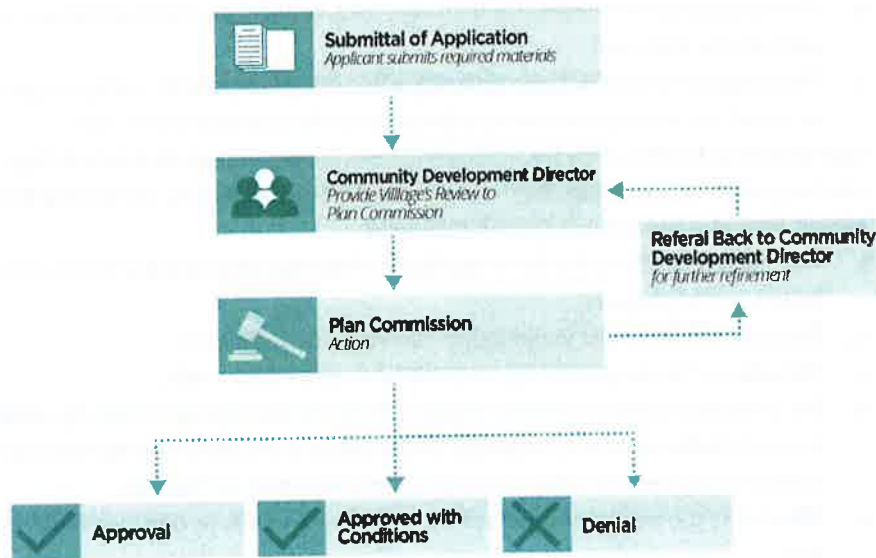 Submittal of Application
Applicant submits required materials
Community Development Director
Provide Villlage's Review to
Plan Commission
Referal Back to Community
Development Director
for further refinement
Plan Commission
Action
Approval
Approved with
Conditions
Denial